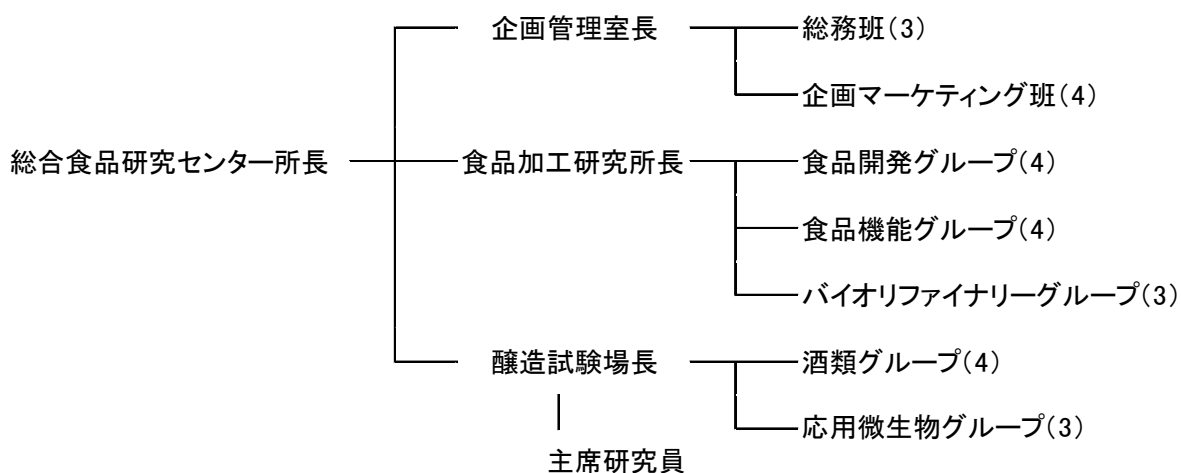 企画管理室長
総務班(3)
企画マーケティング班(4)
総合食品研究センター所長
食品加工研究所長
食品開発グループ(4)
食品機能グループ(4)
バイオリファイナリーグループ(3)
醸造試験場長
酒類グループ(4)
応用微生物グループ(3)
主席研究員